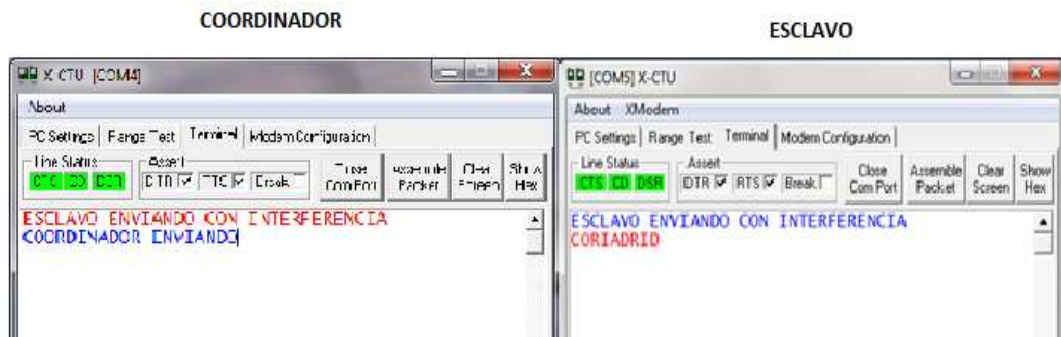 COORDINADOR
ESCLAVO
X-CTU [COM4]
[COM5] X-CTU
About
About XModem
PC Settings Range Test Terminal Modem Configuration
PC Settings Range Test Terminal Modem Configuration
Line Status Assert
CTS CD DSR DTR RTS Break
Close Com Port
Assemble Packet
Clear Screen
Show Hex
Line Status Assert
CTS CD DSR DTR RTS Break
Close Com Port
Assemble Packet
Clear Screen
Show Hex
ESCLAVO ENVIANDO CON INTERFERENCIA
COORDINADOR ENVIANDO
ESCLAVO ENVIANDO CON INTERFERENCIA
CORIADRID